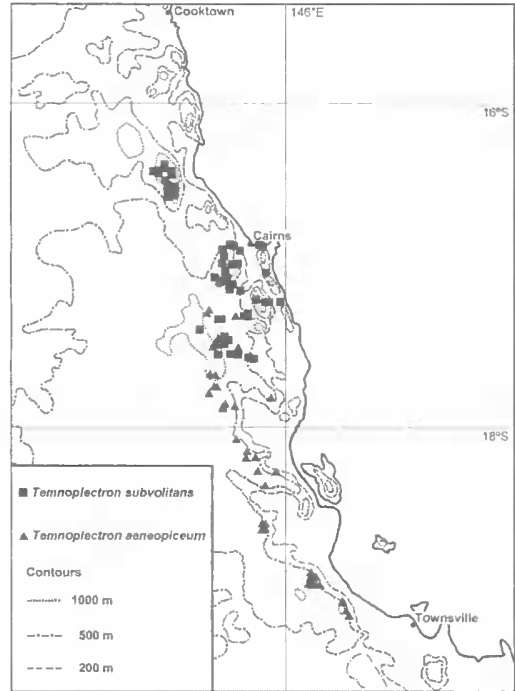 Cooktown
146°E
16°S
Cairns
18°S
Temnoplectron subvolitans
Temnoplectron aeneopiceum
Contours
1000 m
500 m
200 m
Townsville